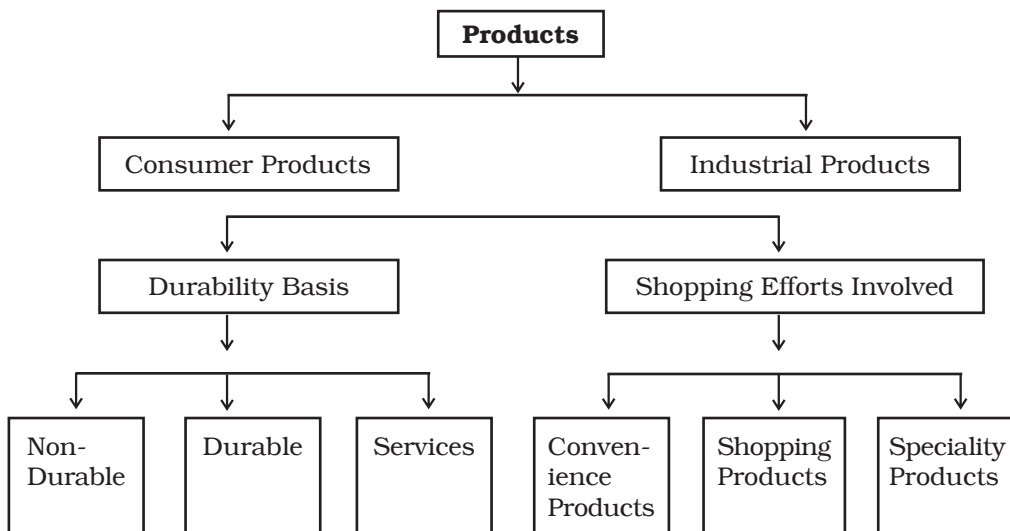 Products
Consumer Products
Industrial Products
Durability Basis
Shopping Efforts Involved
Non-
Durable
Durable
Services
Conven-
ience
Products
Shopping
Products
Speciality
Products